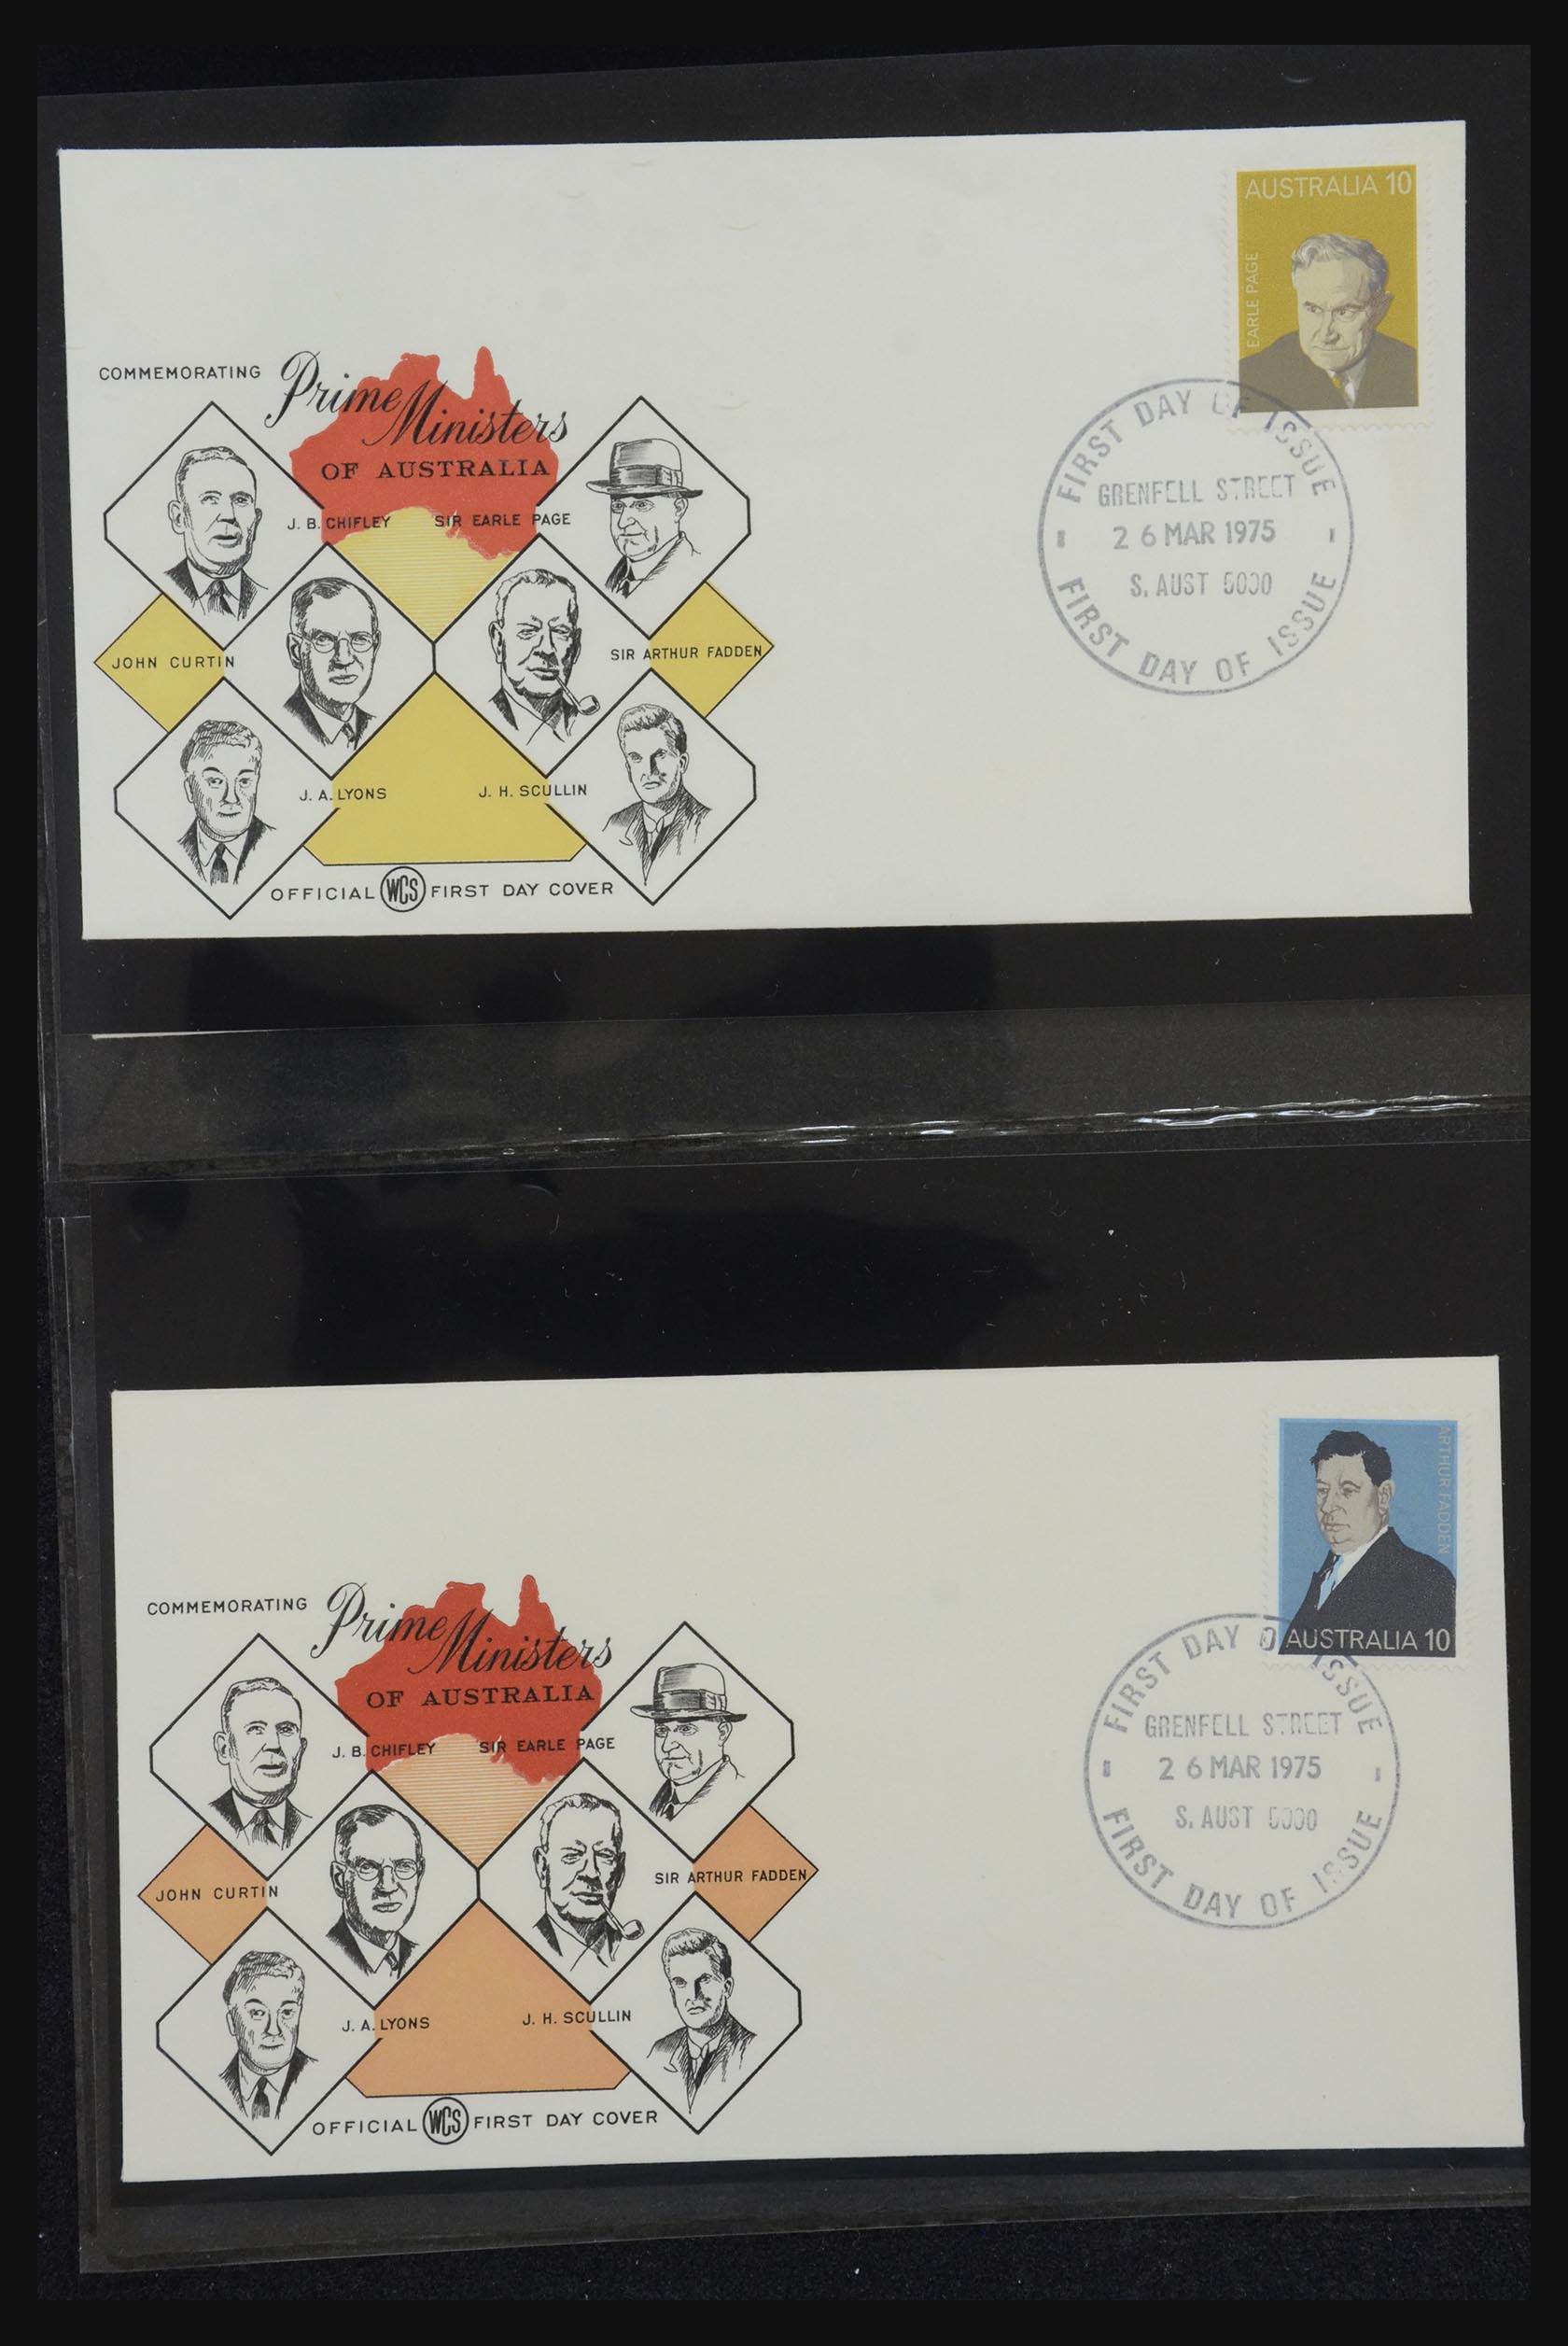 AUSTRALIA 10
EARLE PAGE
COMMEMORATING
Prime Ministers
OF AUSTRALIA
J. B. CHIFLEY SIR EARLE PAGE
JOHN CURTIN SIR ARTHUR FADDEN
J. A. LYONS J. H. SCULLIN
OFFICIAL WCS FIRST DAY COVER
FIRST DAY OF ISSUE
GRENFELL STREET
26 MAR 1975
S. AUST 5000
FIRST DAY OF ISSUE
ARTHUR FADDEN
AUSTRALIA 10
COMMEMORATING
Prime Ministers
OF AUSTRALIA
J. B. CHIFLEY SIR EARLE PAGE
JOHN CURTIN SIR ARTHUR FADDEN
J. A. LYONS J. H. SCULLIN
OFFICIAL WCS FIRST DAY COVER
FIRST DAY OF ISSUE
GRENFELL STREET
26 MAR 1975
S. AUST 5000
FIRST DAY OF ISSUE